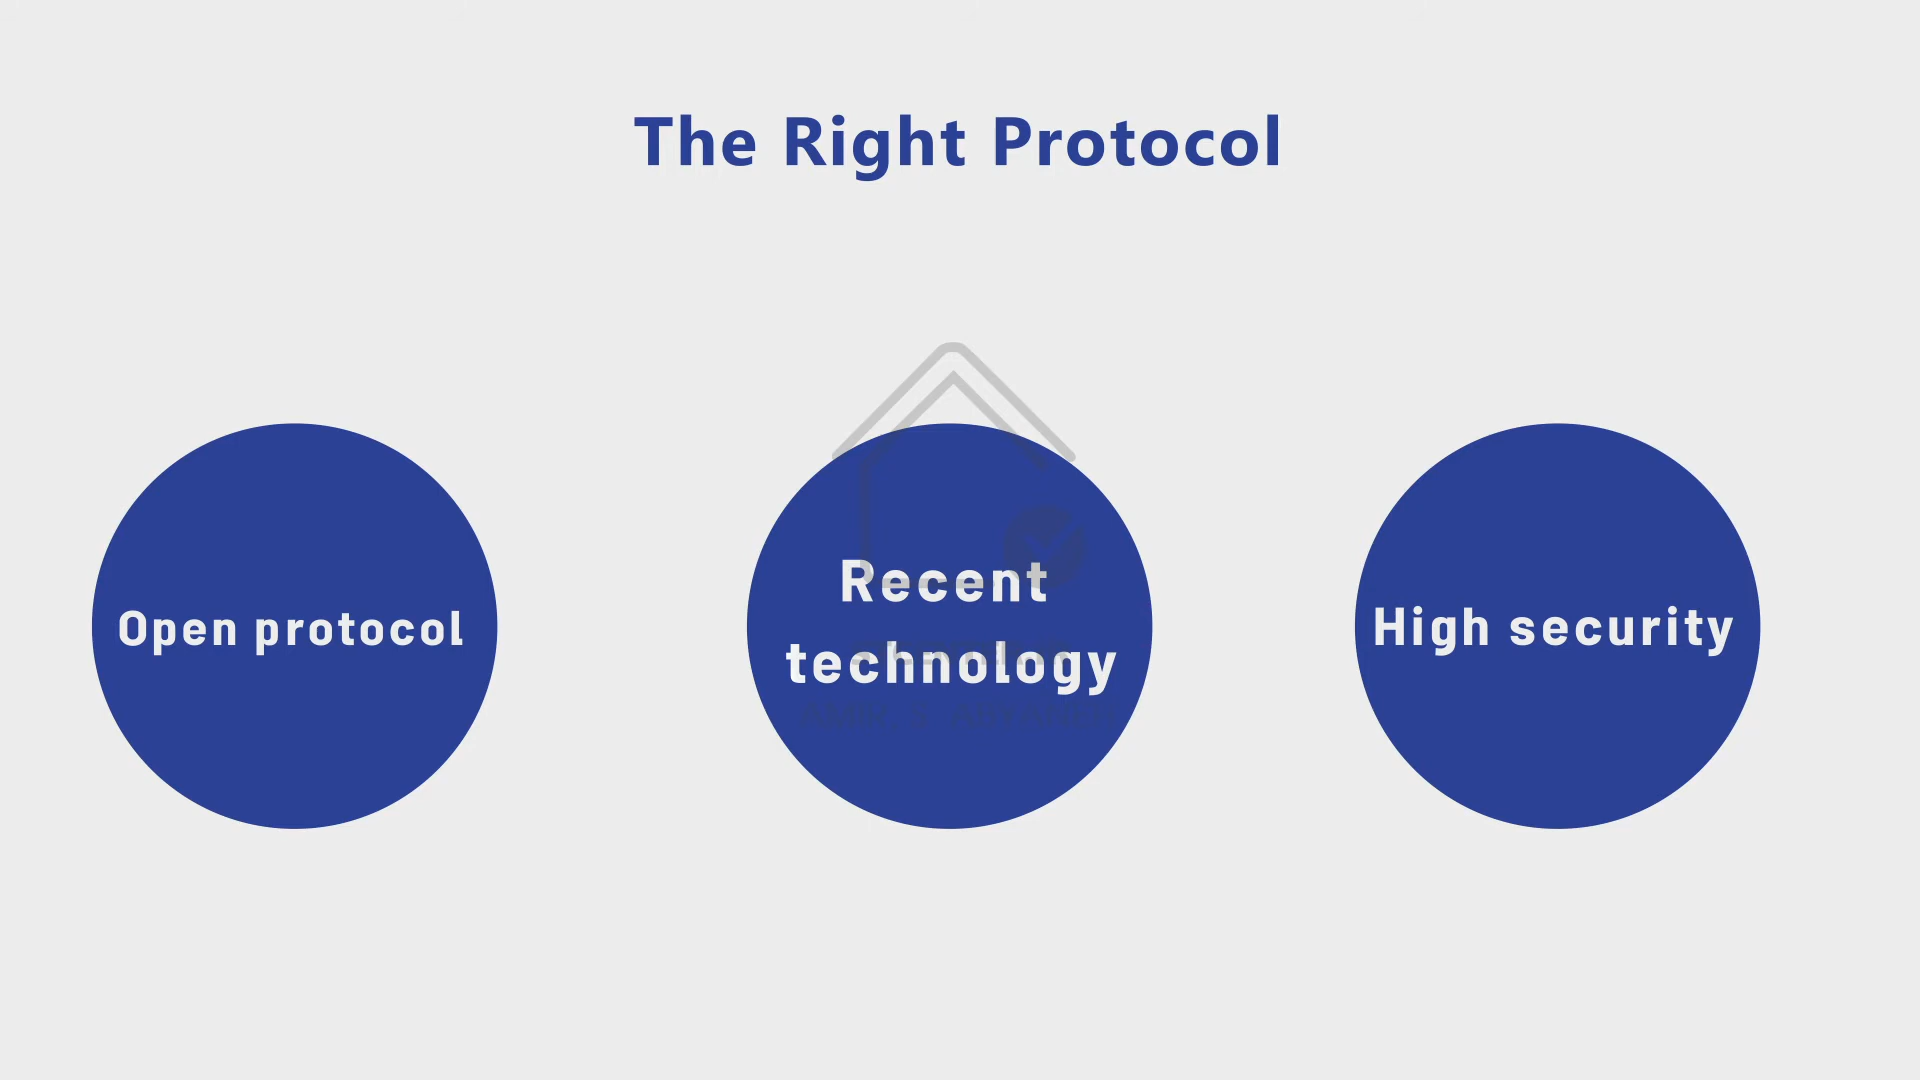 The Right Protocol
Open protocol
Recent
technology
High security